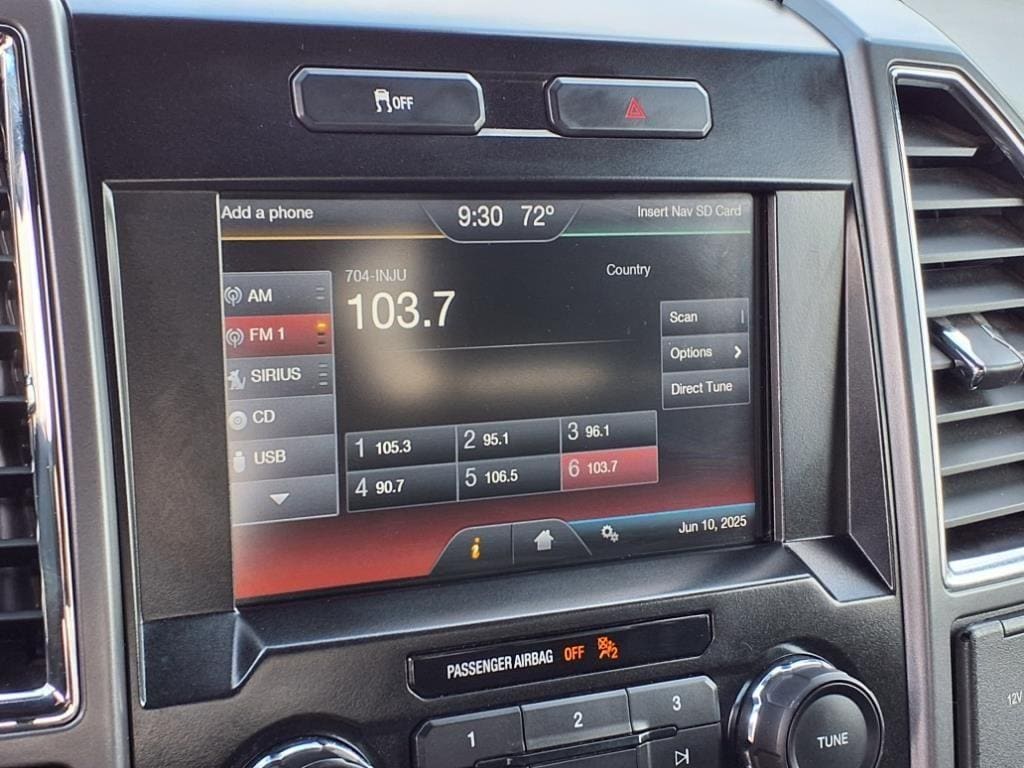 OFF
Add a phone
9:30 72º
Insert Nav SD Card
AM
FM 1
SIRIUS
CD
USB
704-INJU
103.7
Country
Scan
Options
Direct Tune
1 105.3
2 95.1
3 96.1
4 90.7
5 106.5
6 103.7
i
Jun 10, 2025
PASSENGER AIRBAG OFF 2
1
2
3
TUNE
12V